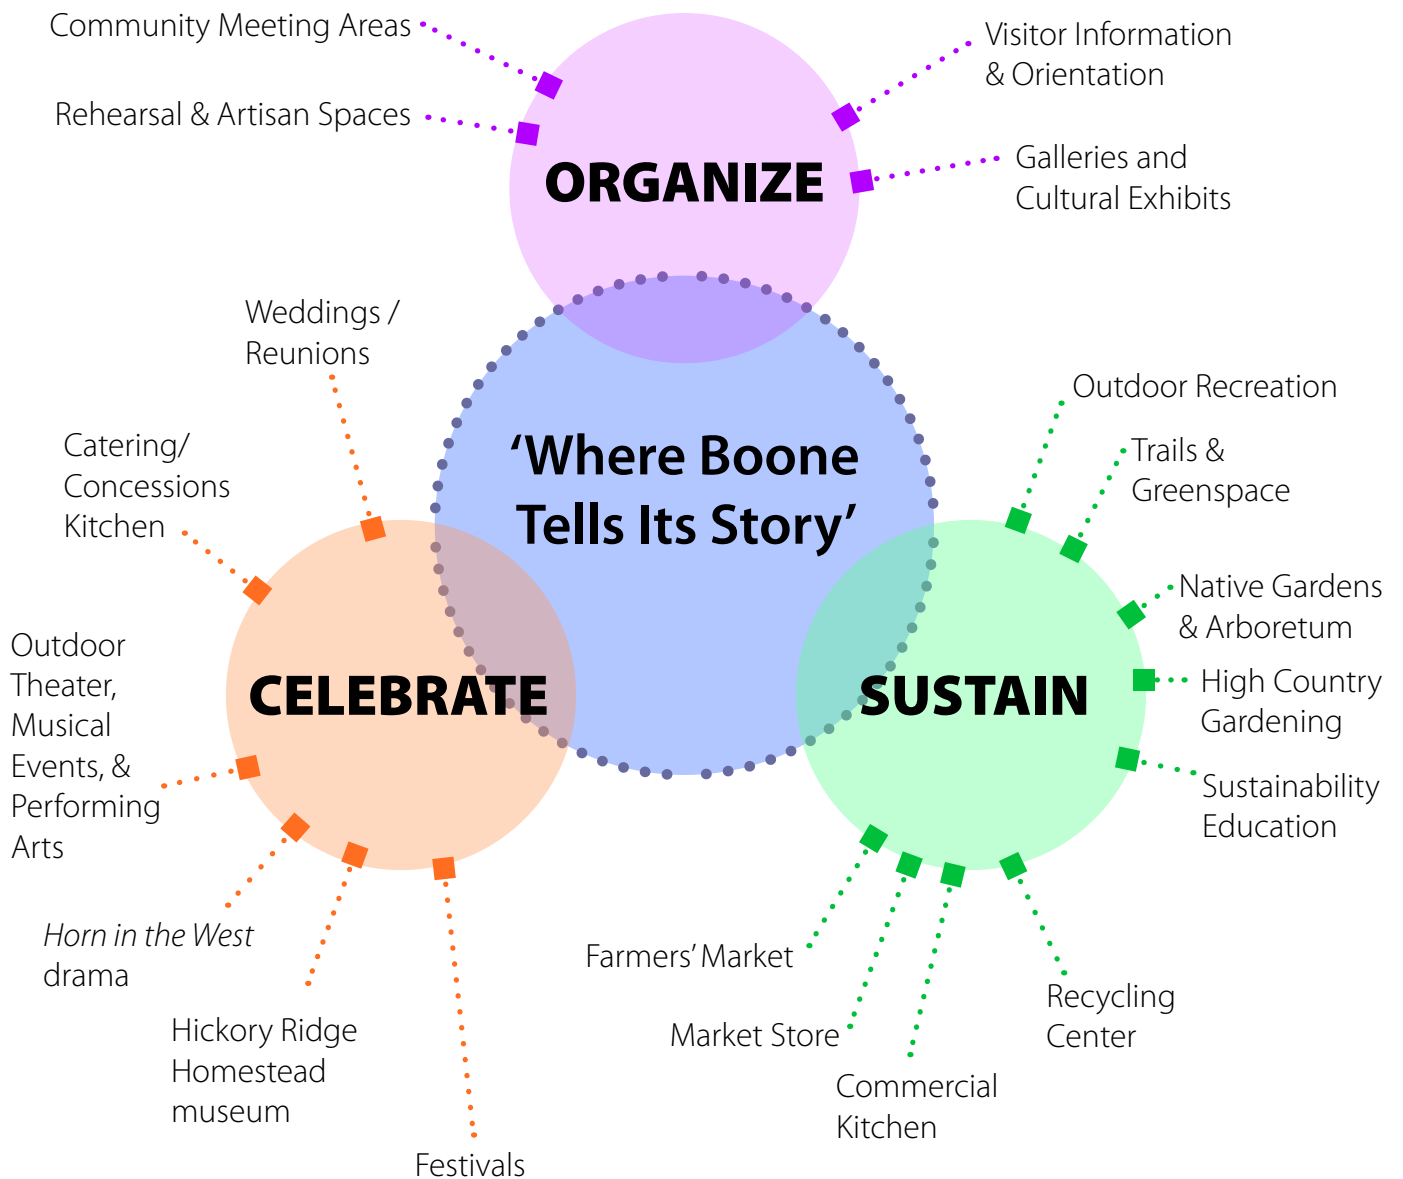 Community Meeting Areas
Rehearsal & Artisan Spaces
Visitor Information
& Orientation
Galleries and
Cultural Exhibits
ORGANIZE
‘Where Boone
Tells Its Story’
Weddings /
Reunions
Catering/
Concessions
Kitchen
Outdoor
Theater,
Musical
Events, &
Performing
Arts
CELEBRATE
Horn in the West
drama
Hickory Ridge
Homestead
museum
Festivals
Outdoor Recreation
Trails &
Greenspace
Native Gardens
& Arboretum
High Country
Gardening
SUSTAIN
Sustainability
Education
Farmers’ Market
Market Store
Commercial
Kitchen
Recycling
Center